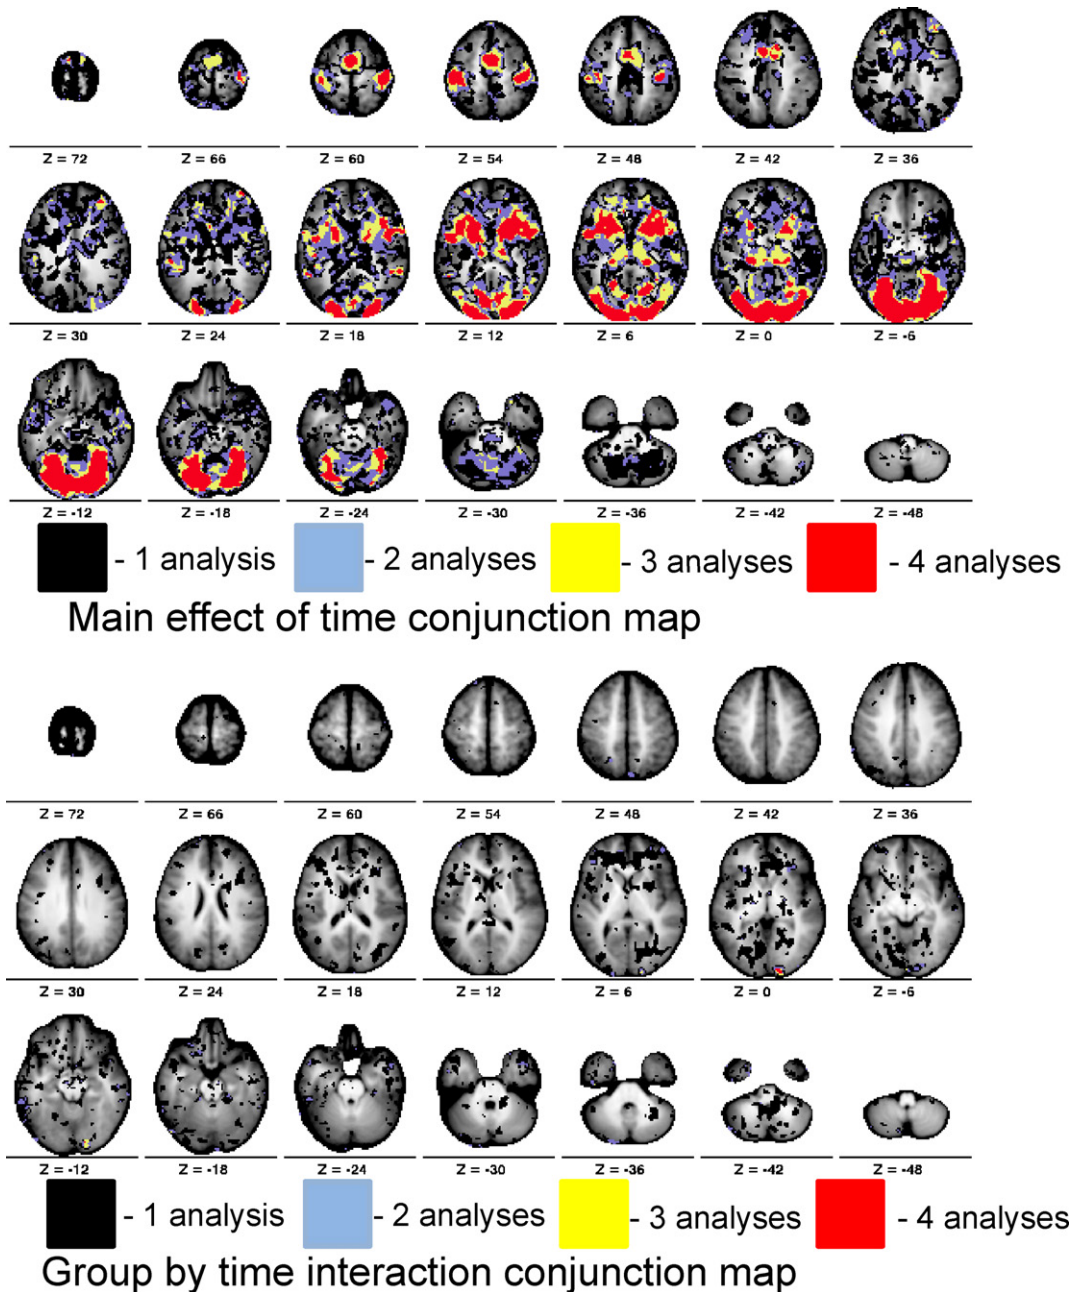 Z = 72 Z = 66 Z = 60 Z = 54 Z = 48 Z = 42 Z = 36
Z = 30 Z = 24 Z = 18 Z = 12 Z = 6 Z = 0 Z = -6
Z = -12 Z = -18 Z = -24 Z = -30 Z = -36 Z = -42 Z = -48
- 1 analysis - 2 analyses - 3 analyses - 4 analyses
Main effect of time conjunction map
Z = 72 Z = 66 Z = 60 Z = 54 Z = 48 Z = 42 Z = 36
Z = 30 Z = 24 Z = 18 Z = 12 Z = 6 Z = 0 Z = -6
Z = -12 Z = -18 Z = -24 Z = -30 Z = -36 Z = -42 Z = -48
- 1 analysis - 2 analyses - 3 analyses - 4 analyses
Group by time interaction conjunction map